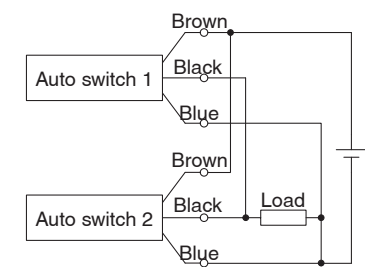 Brown
Auto switch 1
Black
Blue
Brown
Auto switch 2
Black
Load
Blue